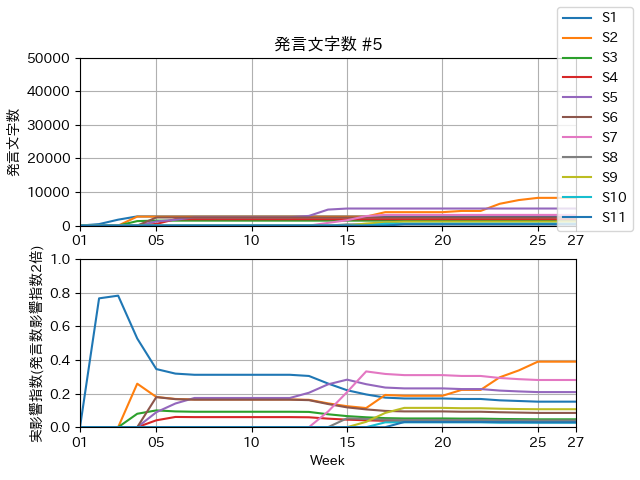 発言文字数 #5
発言文字数
50000
40000
30000
20000
10000
0
01 05 10 15 20 25 27
S1
S2
S3
S4
S5
S6
S7
S8
S9
S10
S11
実影響指数(発言数影響指数2倍)
1.0
0.8
0.6
0.4
0.2
0.0
01 05 10 15 20 25 27
Week